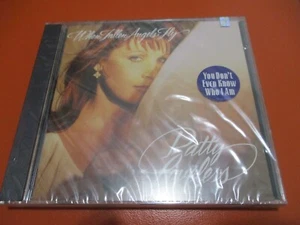 When Fallen Angels Fly
You Don't
Even Know
Who I Am
Patty
Loveless